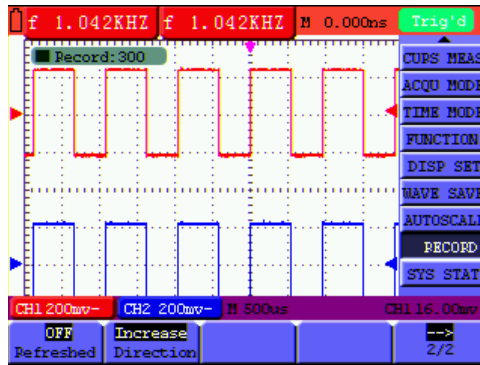 f 1.042KHZ f 1.042KHZ M 0.000ns Trig'd
Record:300
CURS MEAS
ACQU MODE
TIME MODE
FUNCTION
DISP SET
WAVE SAVE
AUTOSCALE
RECORD
SYS STAT
CH1 200mv- CH2 200mv- M 500us CH1 16.00mv
OFF Increase -->
Refreshed Direction 2/2